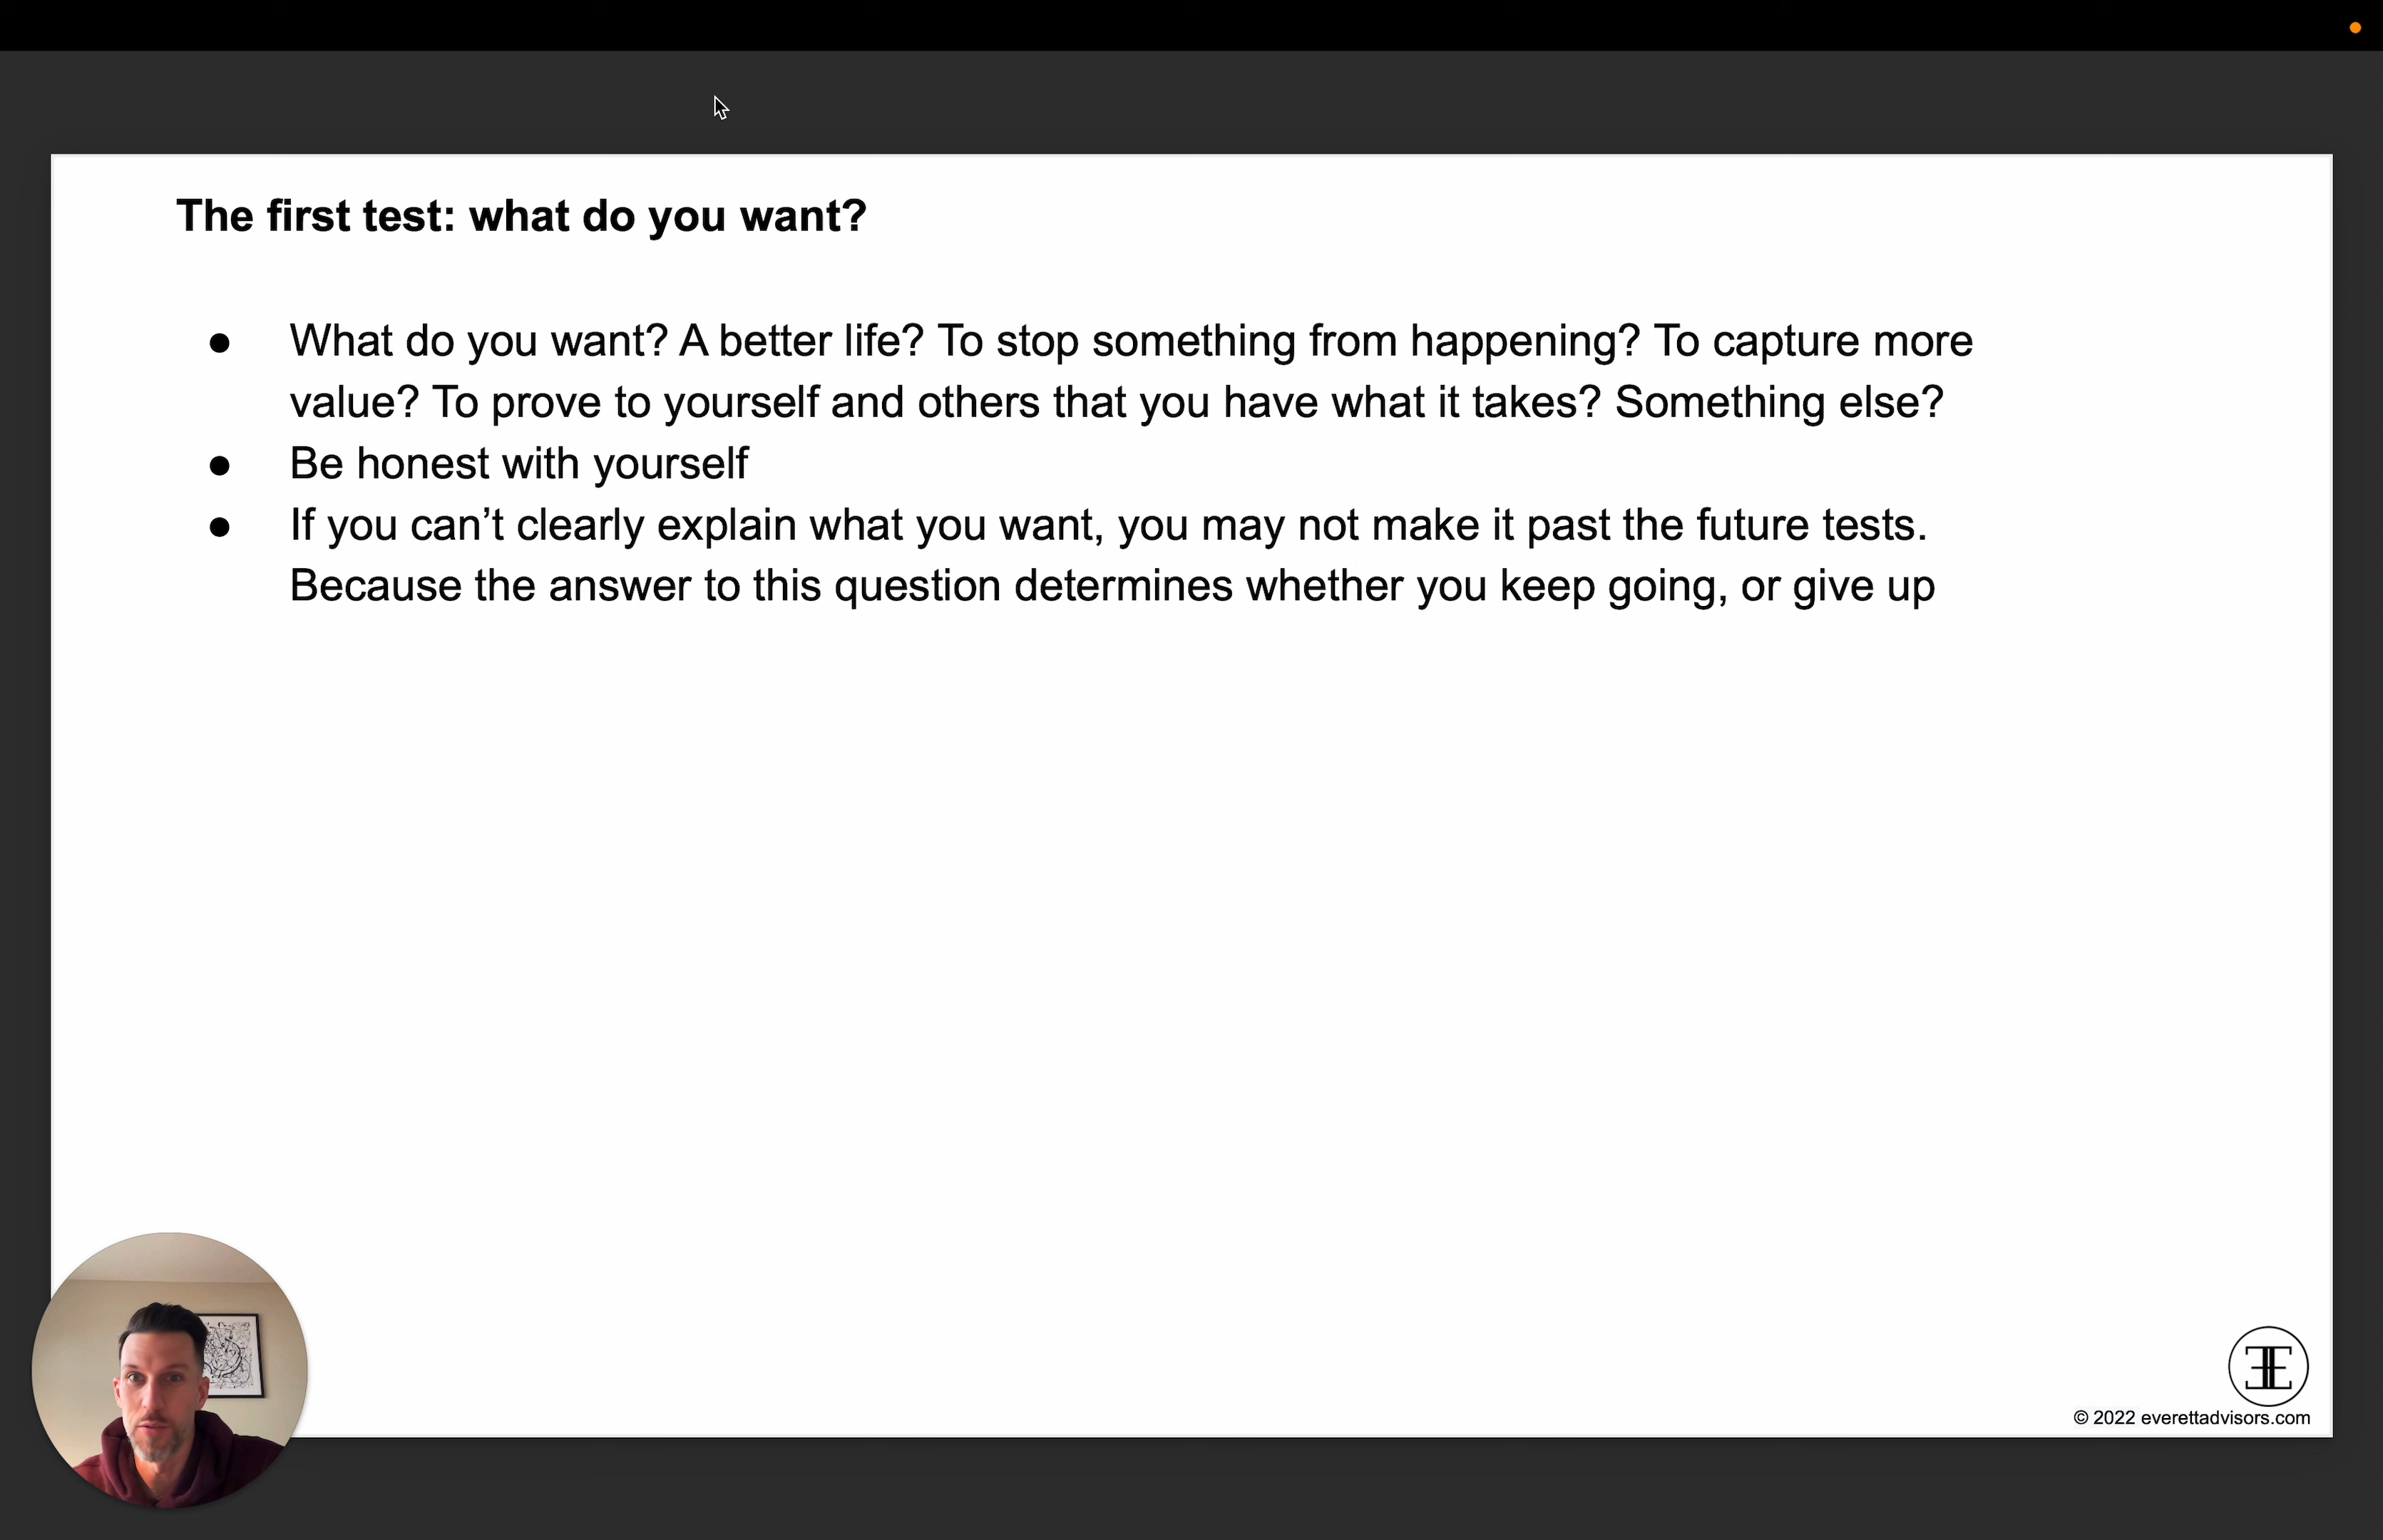 The first test: what do you want?
● What do you want? A better life? To stop something from happening? To capture more
value? To prove to yourself and others that you have what it takes? Something else?
● Be honest with yourself
● If you can’t clearly explain what you want, you may not make it past the future tests.
Because the answer to this question determines whether you keep going, or give up
© 2022 everettadvisors.com